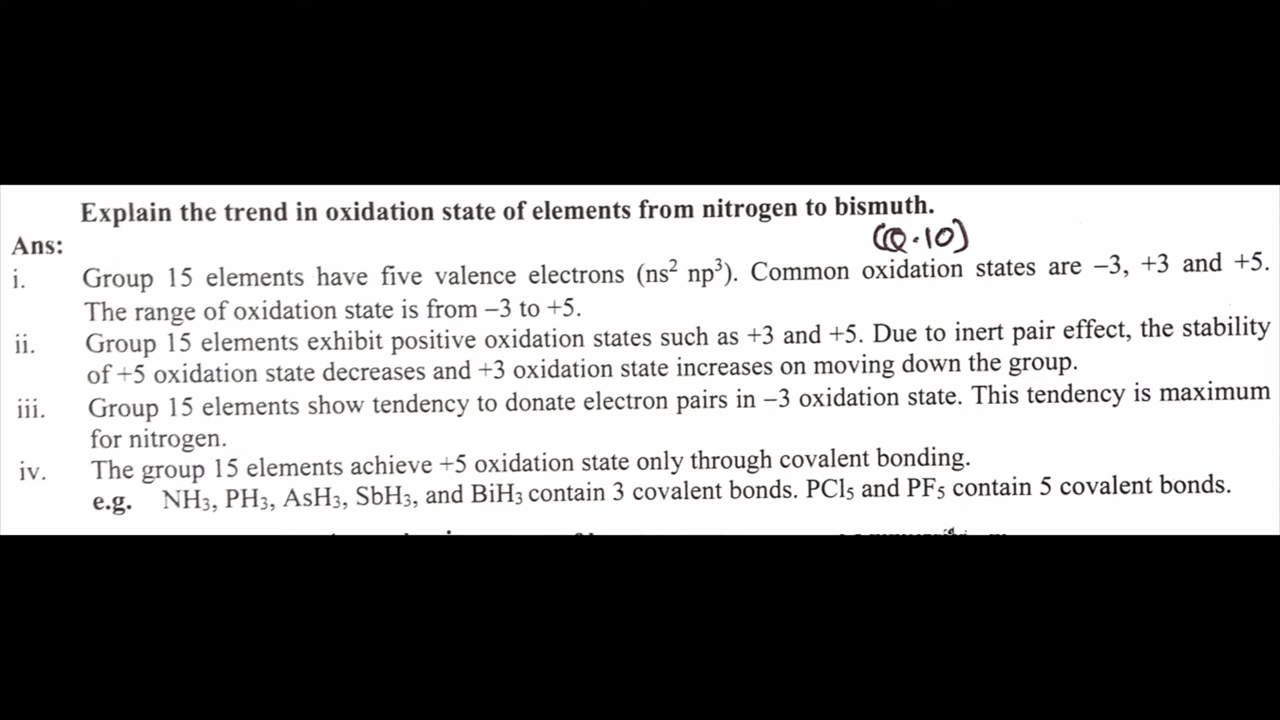 Explain the trend in oxidation state of elements from nitrogen to bismuth.
(Q.10)
Ans:
i. Group 15 elements have five valence electrons (ns² np³). Common oxidation states are –3, +3 and +5.
The range of oxidation state is from –3 to +5.
ii. Group 15 elements exhibit positive oxidation states such as +3 and +5. Due to inert pair effect, the stability
of +5 oxidation state decreases and +3 oxidation state increases on moving down the group.
iii. Group 15 elements show tendency to donate electron pairs in –3 oxidation state. This tendency is maximum
for nitrogen.
iv. The group 15 elements achieve +5 oxidation state only through covalent bonding.
e.g. NH₃, PH₃, AsH₃, SbH₃, and BiH₃ contain 3 covalent bonds. PCl₅ and PF₅ contain 5 covalent bonds.